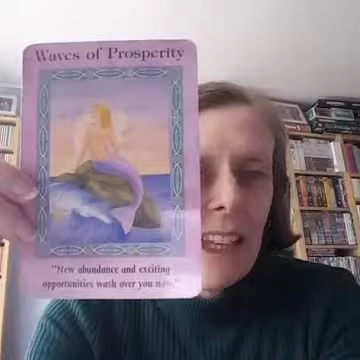 Waves of Prosperity
"New abundance and exciting
opportunities wash over you now."